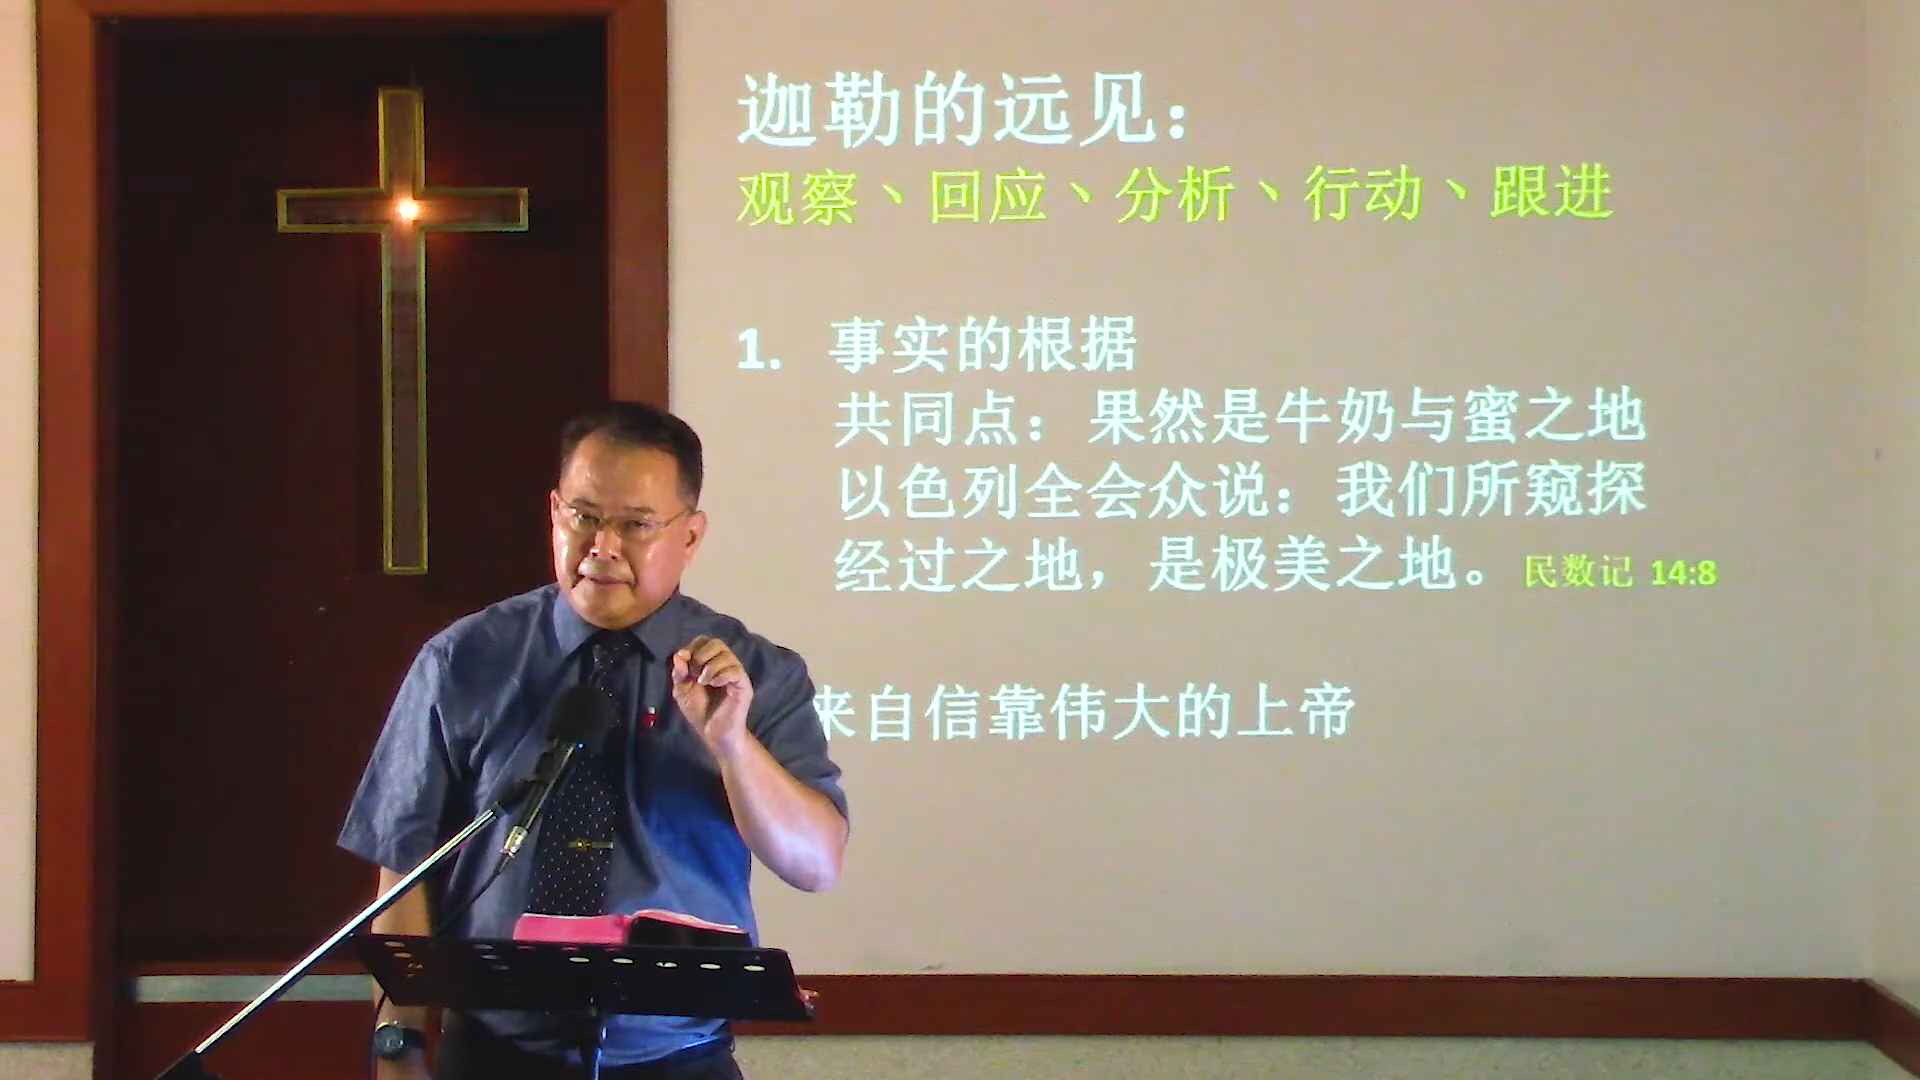 迦勒的远见：
观察、回应、分析、行动、跟进
1. 事实的根据
共同点：果然是牛奶与蜜之地
以色列全会众说：我们所窥探
经过之地，是极美之地。民数记 14:8
来自信靠伟大的上帝